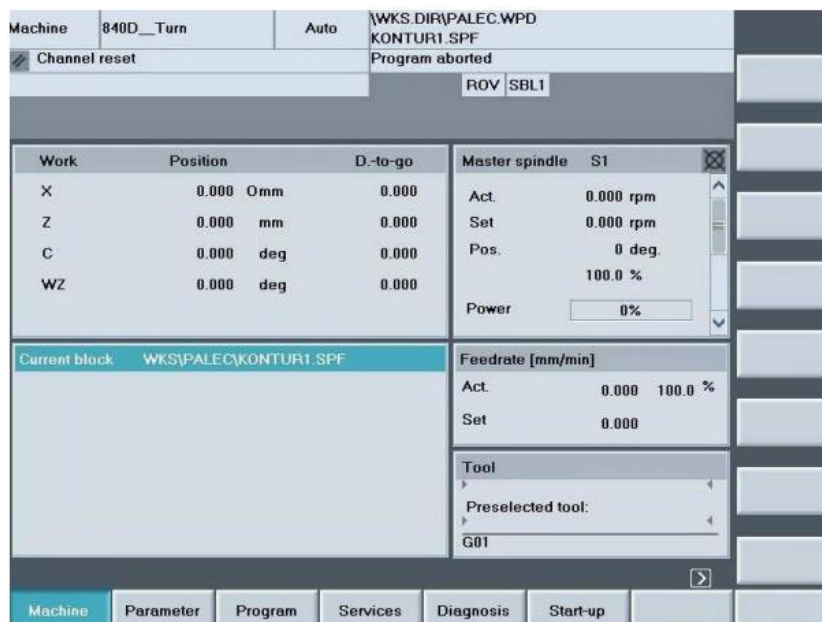 Machine 840D__Turn Auto \WKS.DIR\PALEC.WPD
KONTUR1.SPF
Channel reset Program aborted
ROV SBL1
Work Position D.-to-go
X 0.000 Omm 0.000
Z 0.000 mm 0.000
C 0.000 deg 0.000
WZ 0.000 deg 0.000
Master spindle S1
Act. 0.000 rpm
Set 0.000 rpm
Pos. 0 deg.
100.0 %
Power 0%
Current block WKS\PALEC\KONTUR1.SPF
Feedrate [mm/min]
Act. 0.000 100.0 %
Set 0.000
Tool
Preselected tool:
G01
Machine Parameter Program Services Diagnosis Start-up